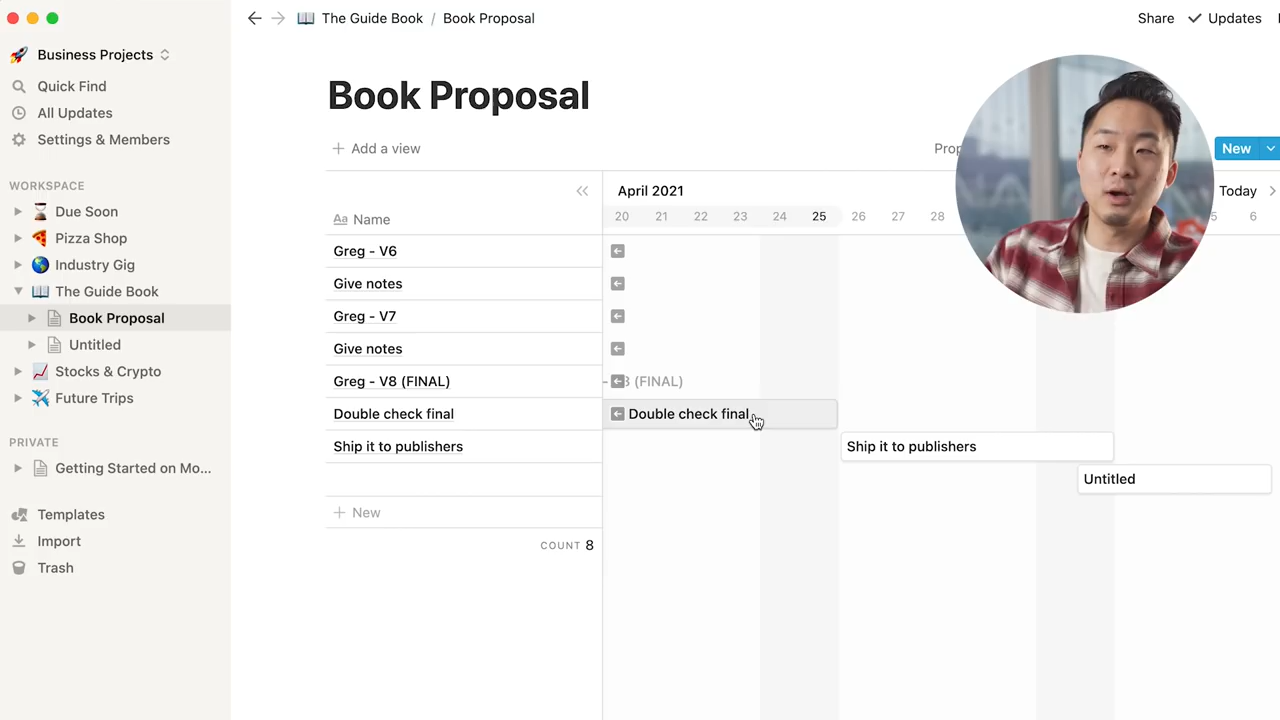 The Guide Book / Book Proposal
Share
Updates
🚀 Business Projects
Quick Find
All Updates
Settings & Members
WORKSPACE
Due Soon
Pizza Shop
Industry Gig
The Guide Book
Book Proposal
Untitled
Stocks & Crypto
Future Trips
PRIVATE
Getting Started on Mo...
Templates
Import
Trash
Book Proposal
+ Add a view
New
April 2021
Today
Aa Name
20 21 22 23 24 25 26 27 28 5 6
Greg - V6
Give notes
Greg - V7
Give notes
Greg - V8 (FINAL)
(FINAL)
Double check final
Double check final
Ship it to publishers
Ship it to publishers
Untitled
+ New
COUNT 8